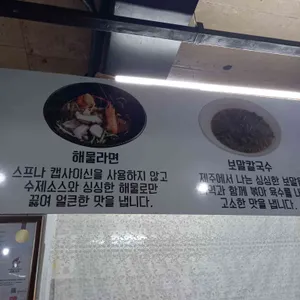 해물라면
스프나 캡사이신을 사용하지 않고
수제소스와 싱싱한 해물로만
끓여 얼큰한 맛을 냅니다.
보말칼국수
제주에서 나는 싱싱한 보말을
함께 볶아 육수를
고소한 맛을 냅니다.